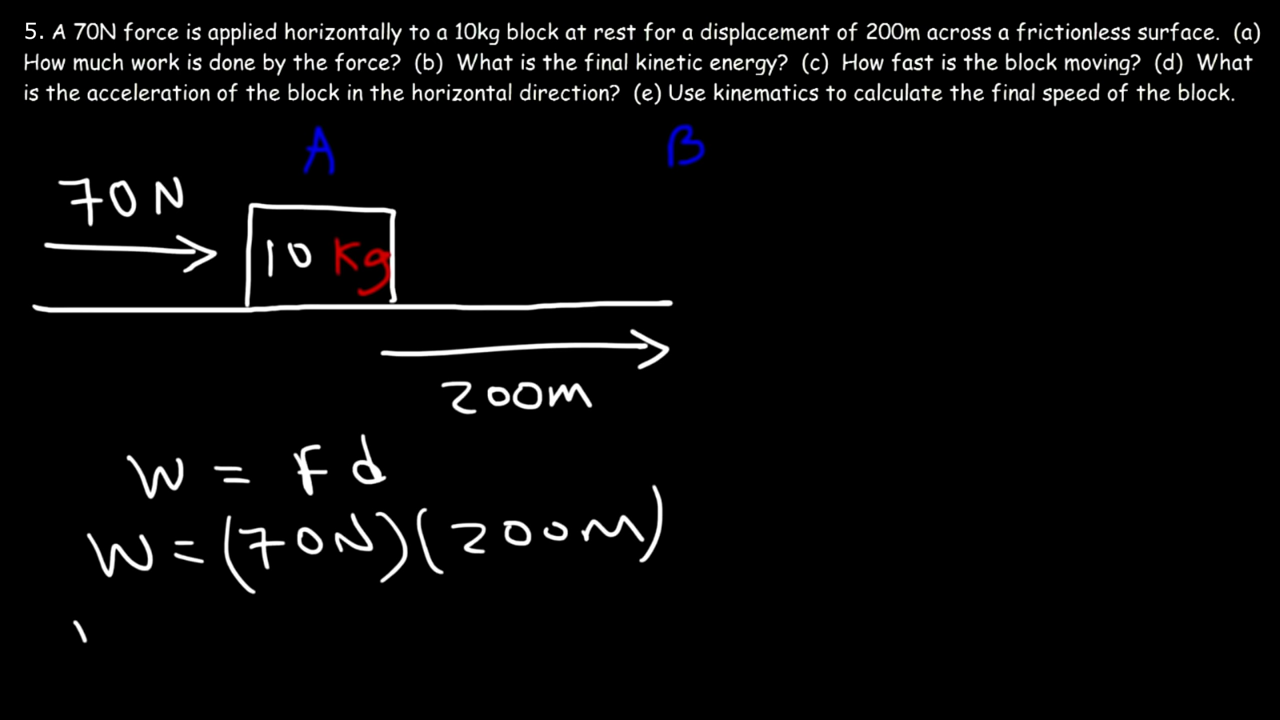 5. A 70N force is applied horizontally to a 10kg block at rest for a displacement of 200m across a frictionless surface. (a)
How much work is done by the force? (b) What is the final kinetic energy? (c) How fast is the block moving? (d) What
is the acceleration of the block in the horizontal direction? (e) Use kinematics to calculate the final speed of the block.
A B
70N
10 kg
200m
W = Fd
W = (70N)(200m)